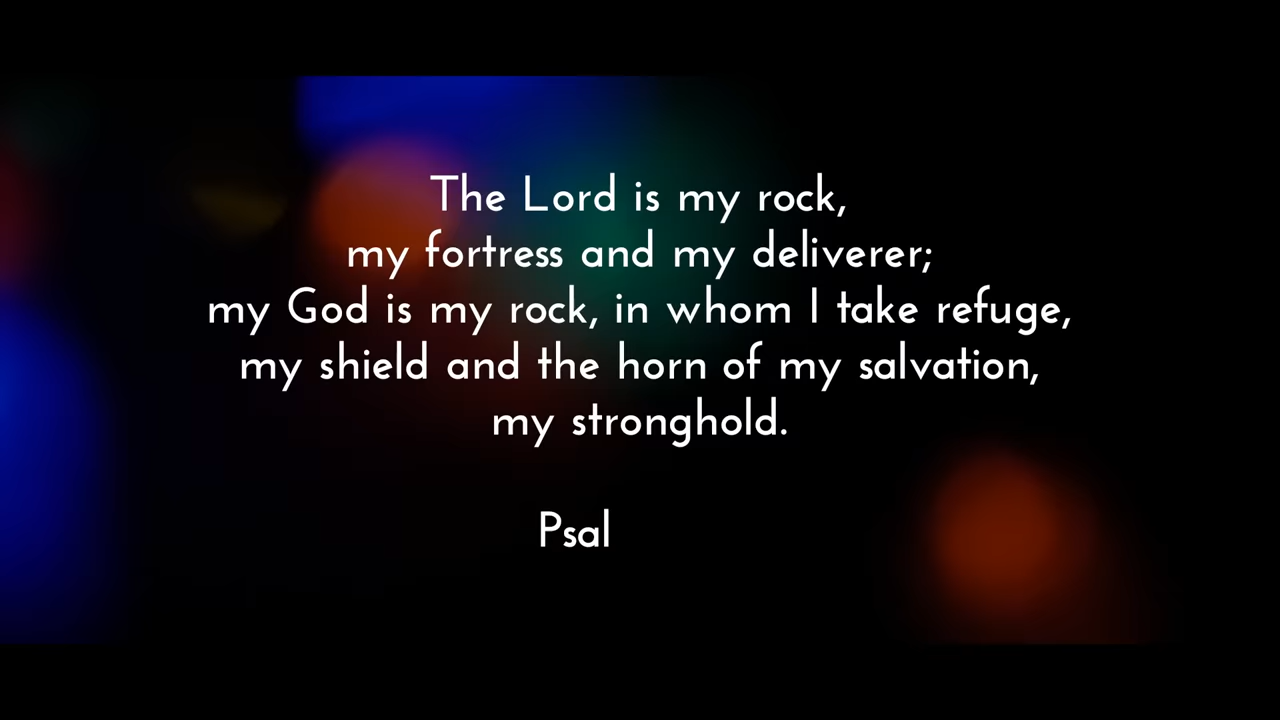 The Lord is my rock,
my fortress and my deliverer;
my God is my rock, in whom I take refuge,
my shield and the horn of my salvation,
my stronghold.
Psal